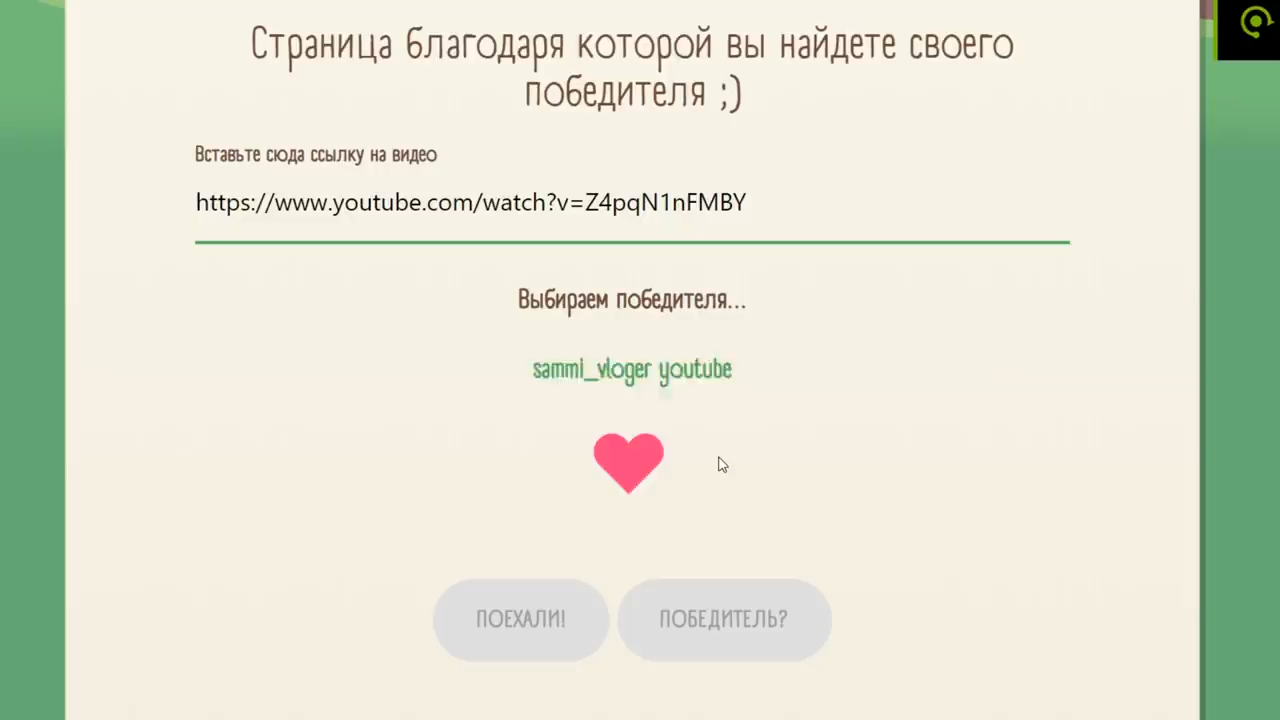 Страница благодаря которой вы найдете своего
победителя ;)
Вставьте сюда ссылку на видео
https://www.youtube.com/watch?v=Z4pqN1nFMBY
Выбираем победителя...
sammi_vloger youtube
ПОЕХАЛИ!
ПОБЕДИТЕЛЬ?